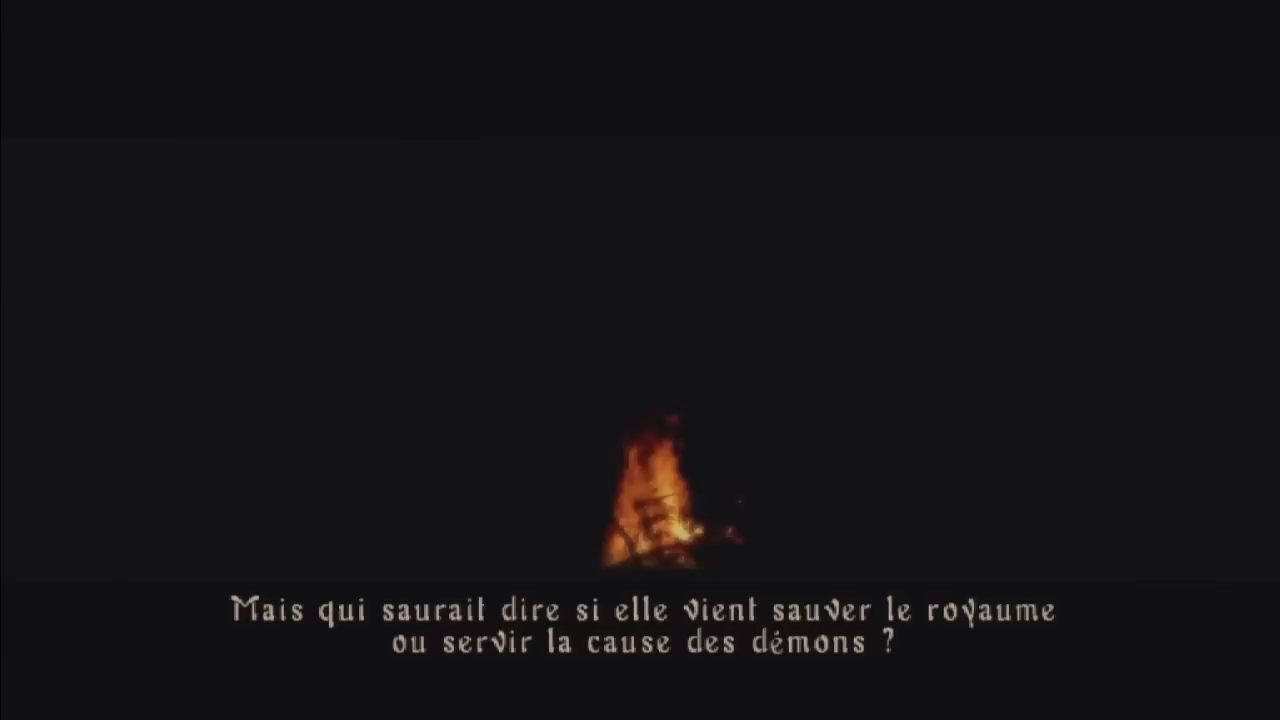 Mais qui saurait dire si elle vient sauver le royaume
ou servir la cause des démons ?